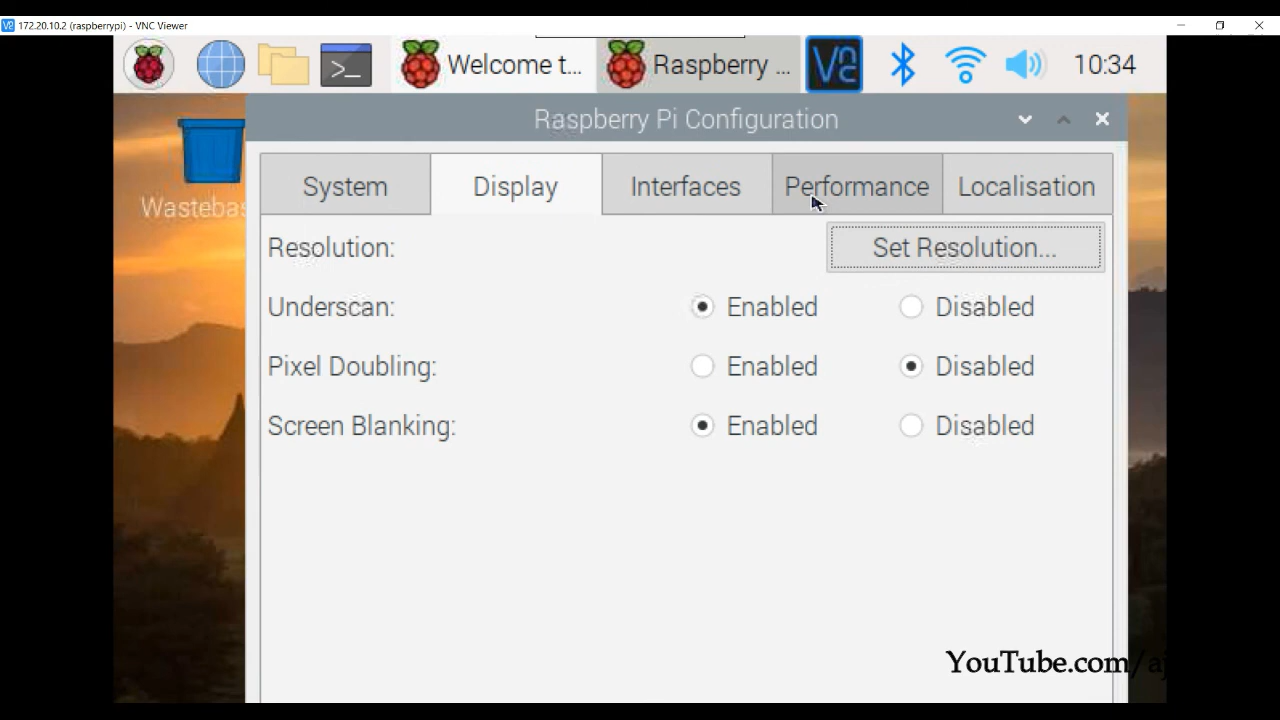 172.20.10.2 (raspberrypi) - VNC Viewer
Welcome t...
Raspberry ...
10:34
Raspberry Pi Configuration
Wastebas
System
Display
Interfaces
Performance
Localisation
Resolution:
Set Resolution...
Underscan:
Enabled
Disabled
Pixel Doubling:
Enabled
Disabled
Screen Blanking:
Enabled
Disabled
YouTube.com/aj